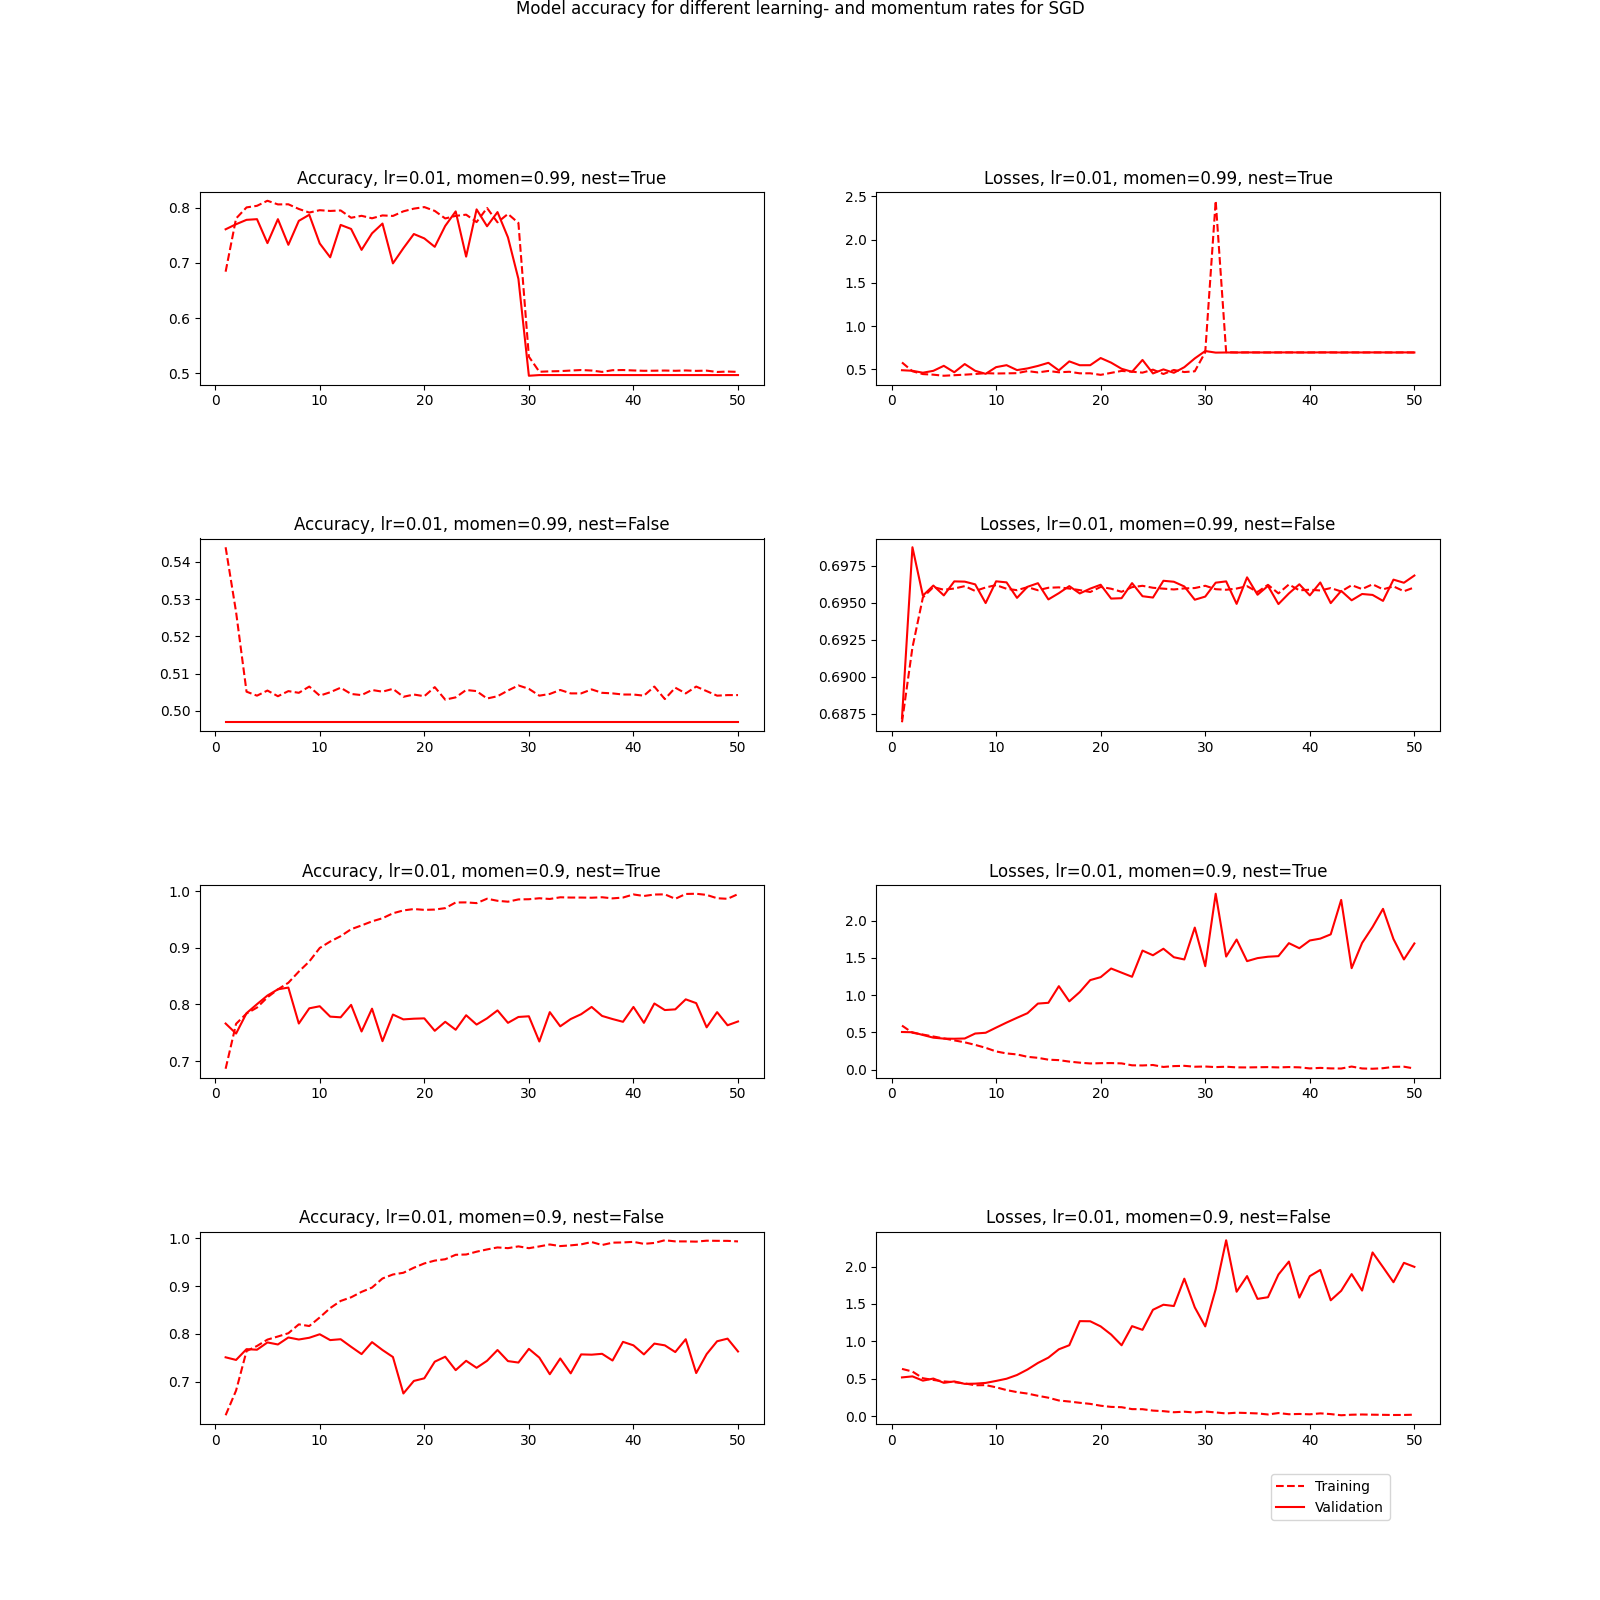 Model accuracy for different learning- and momentum rates for SGD
Accuracy, lr=0.01, momen=0.99, nest=True
0.8
0.7
0.6
0.5
0 10 20 30 40 50
Losses, lr=0.01, momen=0.99, nest=True
2.5
2.0
1.5
1.0
0.5
0 10 20 30 40 50
Accuracy, lr=0.01, momen=0.99, nest=False
0.54
0.53
0.52
0.51
0.50
0 10 20 30 40 50
Losses, lr=0.01, momen=0.99, nest=False
0.6975
0.6950
0.6925
0.6900
0.6875
0 10 20 30 40 50
Accuracy, lr=0.01, momen=0.9, nest=True
1.0
0.9
0.8
0.7
0 10 20 30 40 50
Losses, lr=0.01, momen=0.9, nest=True
2.0
1.5
1.0
0.5
0.0
0 10 20 30 40 50
Accuracy, lr=0.01, momen=0.9, nest=False
1.0
0.9
0.8
0.7
0 10 20 30 40 50
Losses, lr=0.01, momen=0.9, nest=False
2.0
1.5
1.0
0.5
0.0
0 10 20 30 40 50
Training
Validation